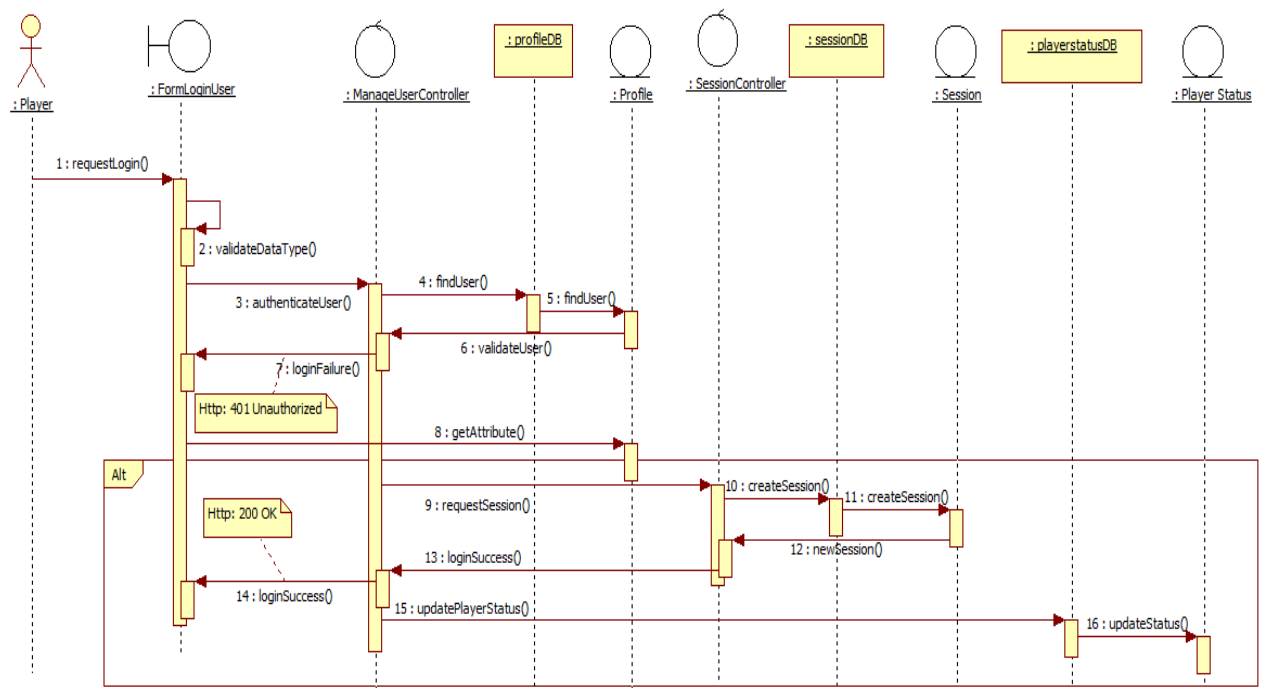 : Player
: FormLoginUser
: ManageUserController
: profileDB
: Profile
: SessionController
: sessionDB
: Session
: playerstatusDB
: Player Status
1 : requestLogin()
2 : validateDataType()
3 : authenticateUser()
4 : findUser()
5 : findUser()
6 : validateUser()
7 : loginFailure()
Http: 401 Unauthorized
8 : getAttribute()
Alt
9 : requestSession()
10 : createSession()
11 : createSession()
Http: 200 OK
12 : newSession()
13 : loginSuccess()
14 : loginSuccess()
15 : updatePlayerStatus()
16 : updateStatus()